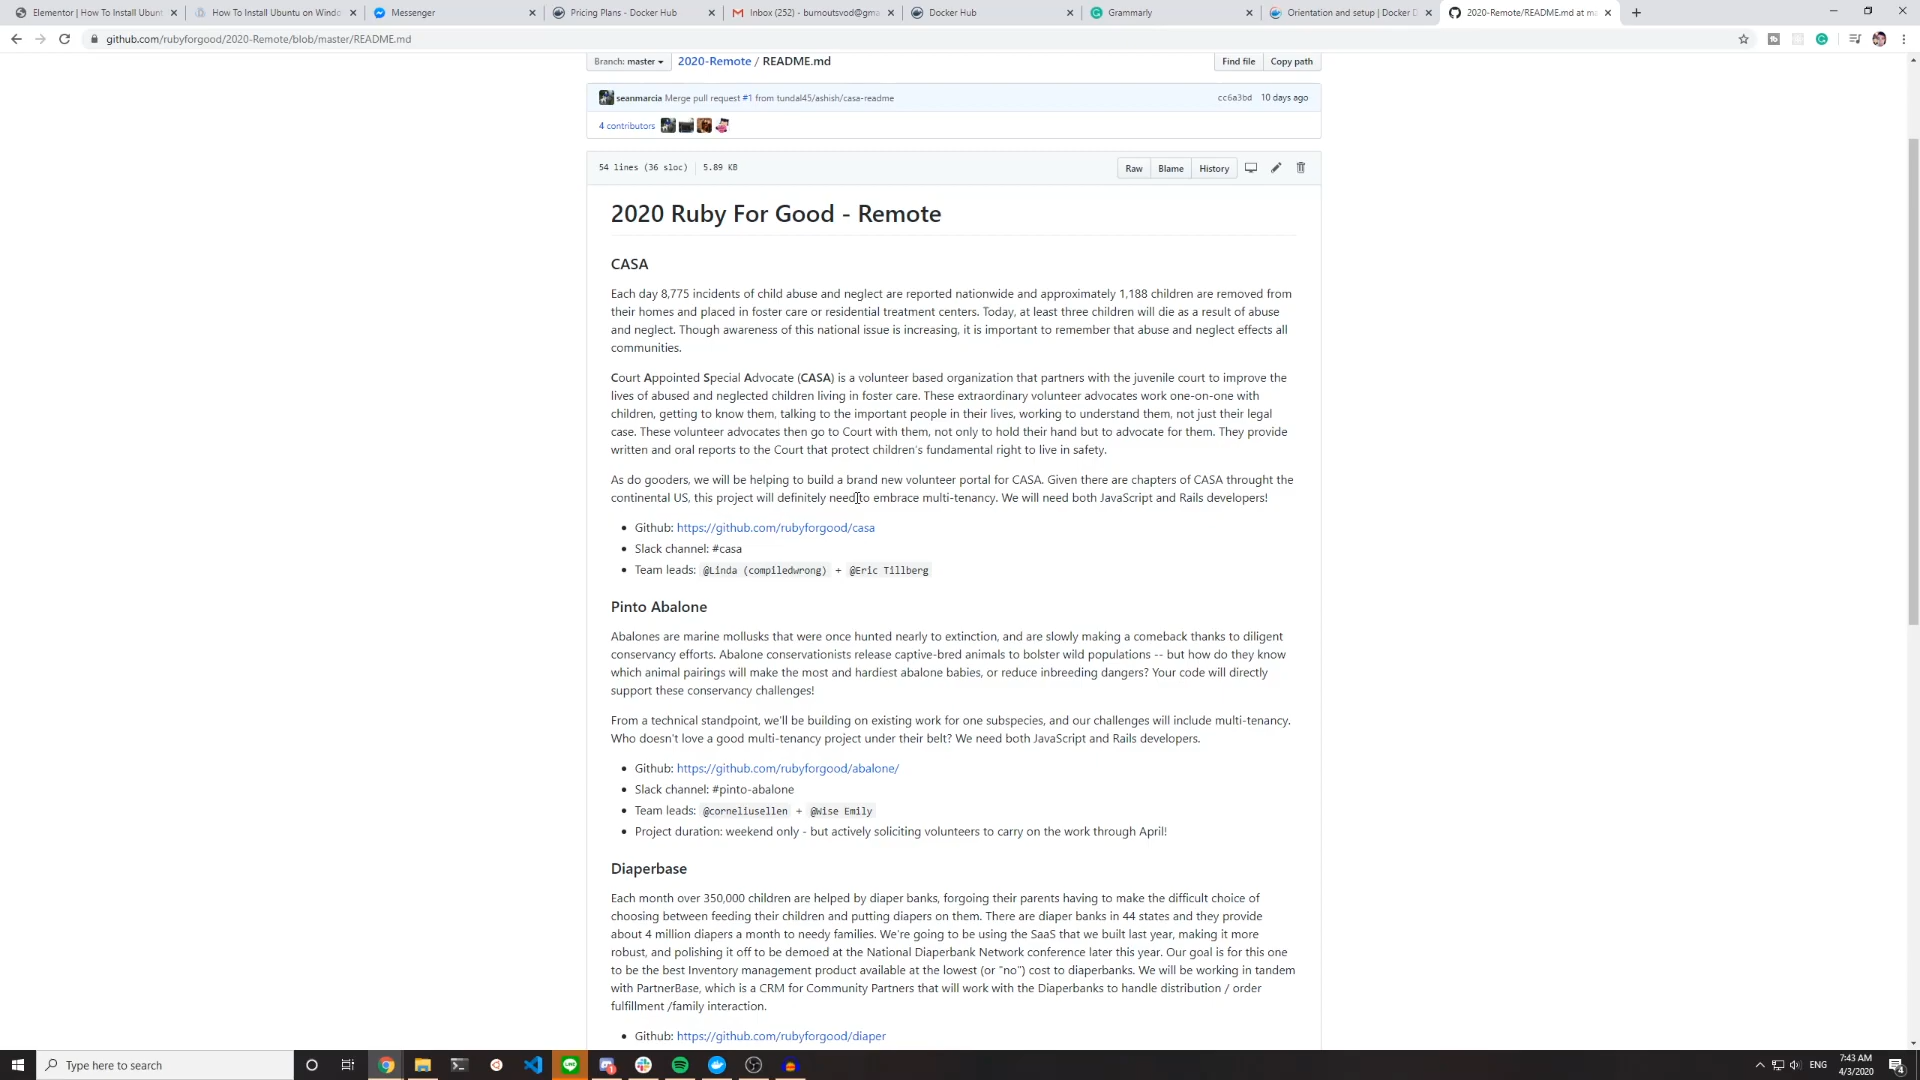 Elementor | How To Install Ubunt
How To Install Ubuntu on Windo
Messenger
Pricing Plans - Docker Hub
Inbox (252) - burnoutsvod@gma
Docker Hub
Grammarly
Orientation and setup | Docker D
2020-Remote/README.md at ma
github.com/rubyforgood/2020-Remote/blob/master/README.md
Branch: master
2020-Remote / README.md
Find file
Copy path
seanmarcia Merge pull request #1 from tundal45/ashish/casa-readme
cc6a3bd 10 days ago
4 contributors
54 lines (36 sloc) | 5.89 KB
Raw
Blame
History
2020 Ruby For Good - Remote
CASA
Each day 8,775 incidents of child abuse and neglect are reported nationwide and approximately 1,188 children are removed from
their homes and placed in foster care or residential treatment centers. Today, at least three children will die as a result of abuse
and neglect. Though awareness of this national issue is increasing, it is important to remember that abuse and neglect effects all
communities.
Court Appointed Special Advocate (CASA) is a volunteer based organization that partners with the juvenile court to improve the
lives of abused and neglected children living in foster care. These extraordinary volunteer advocates work one-on-one with
children, getting to know them, talking to the important people in their lives, working to understand them, not just their legal
case. These volunteer advocates then go to Court with them, not only to hold their hand but to advocate for them. They provide
written and oral reports to the Court that protect children's fundamental right to live in safety.
As do gooders, we will be helping to build a brand new volunteer portal for CASA. Given there are chapters of CASA throught the
continental US, this project will definitely need to embrace multi-tenancy. We will need both JavaScript and Rails developers!
Github: https://github.com/rubyforgood/casa
Slack channel: #casa
Team leads: @Linda (compiledwrong) + @Eric Tillberg
Pinto Abalone
Abalones are marine mollusks that were once hunted nearly to extinction, and are slowly making a comeback thanks to diligent
conservancy efforts. Abalone conservationists release captive-bred animals to bolster wild populations -- but how do they know
which animal pairings will make the most and hardiest abalone babies, or reduce inbreeding dangers? Your code will directly
support these conservancy challenges!
From a technical standpoint, we'll be building on existing work for one subspecies, and our challenges will include multi-tenancy.
Who doesn't love a good multi-tenancy project under their belt? We need both JavaScript and Rails developers.
Github: https://github.com/rubyforgood/abalone/
Slack channel: #pinto-abalone
Team leads: @corneliusellen + @Wise Emily
Project duration: weekend only - but actively soliciting volunteers to carry on the work through April!
Diaperbase
Each month over 350,000 children are helped by diaper banks, forgoing their parents having to make the difficult choice of
choosing between feeding their children and putting diapers on them. There are diaper banks in 44 states and they provide
about 4 million diapers a month to needy families. We're going to be using the SaaS that we built last year, making it more
robust, and polishing it off to be demoed at the National Diaperbank Network conference later this year. Our goal is for this one
to be the best Inventory management product available at the lowest (or "no") cost to diaperbanks. We will be working in tandem
with PartnerBase, which is a CRM for Community Partners that will work with the Diaperbanks to handle distribution / order
fulfillment /family interaction.
Github: https://github.com/rubyforgood/diaper
Type here to search
ENG
7:43 AM
4/3/2020